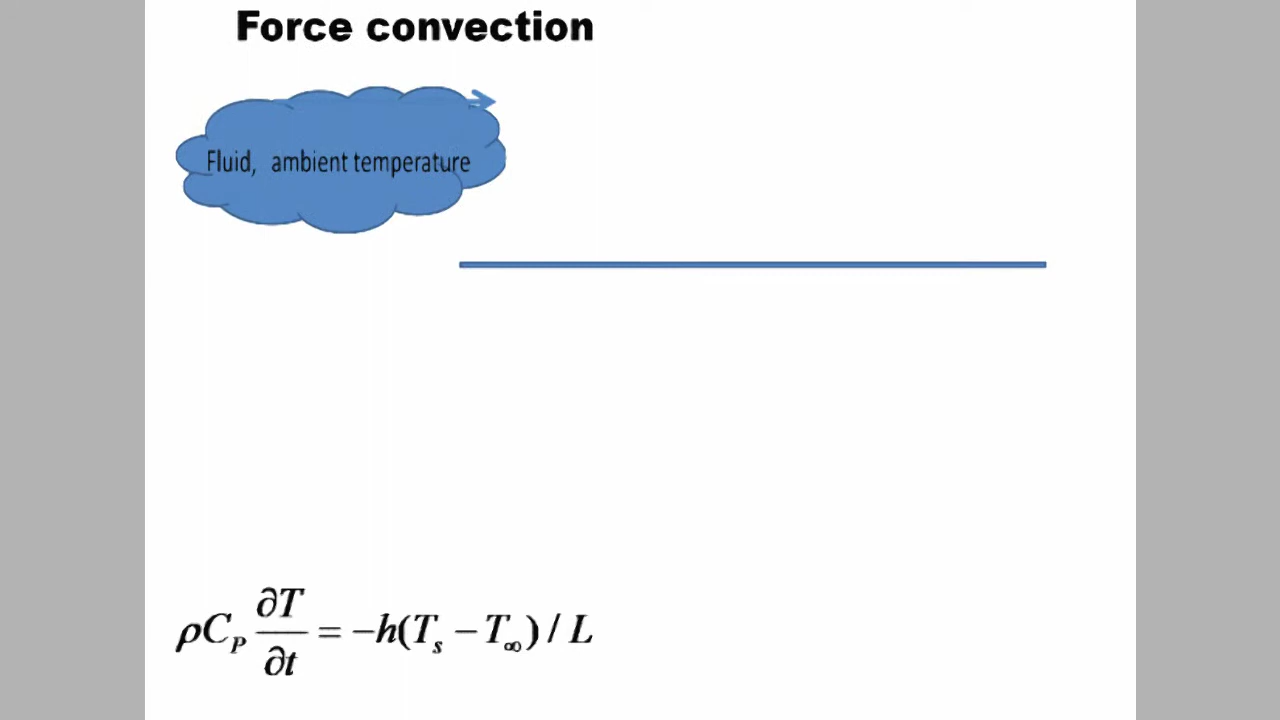 Force convection
Fluid, ambient temperature
ρC_P ∂T/∂t = −h(T_s − T_∞) / L